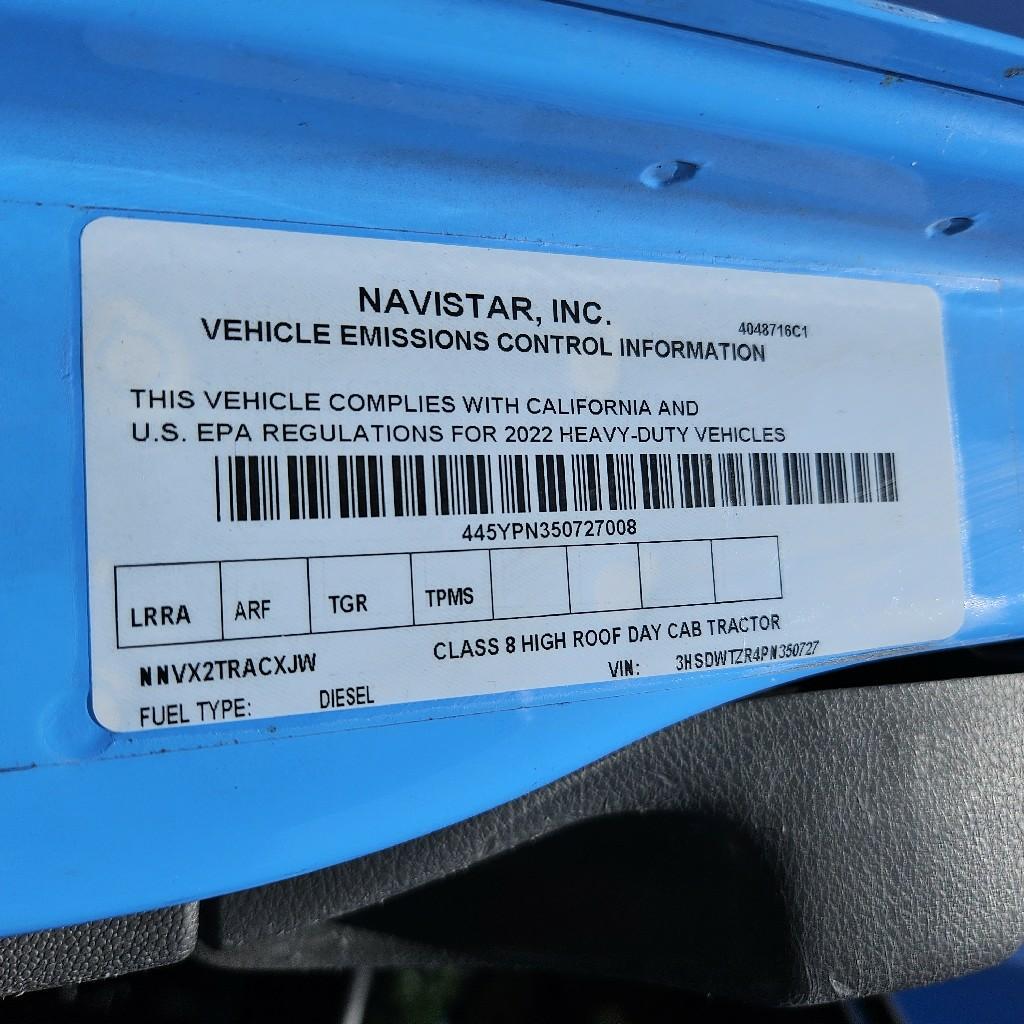 NAVISTAR, INC.
4048716C1
VEHICLE EMISSIONS CONTROL INFORMATION
THIS VEHICLE COMPLIES WITH CALIFORNIA AND
U.S. EPA REGULATIONS FOR 2022 HEAVY-DUTY VEHICLES
445YPN350727008
LRRA ARF TGR TPMS
CLASS 8 HIGH ROOF DAY CAB TRACTOR
NNVX2TRACXJW
VIN: 3HSDWTZR4PN350727
FUEL TYPE: DIESEL